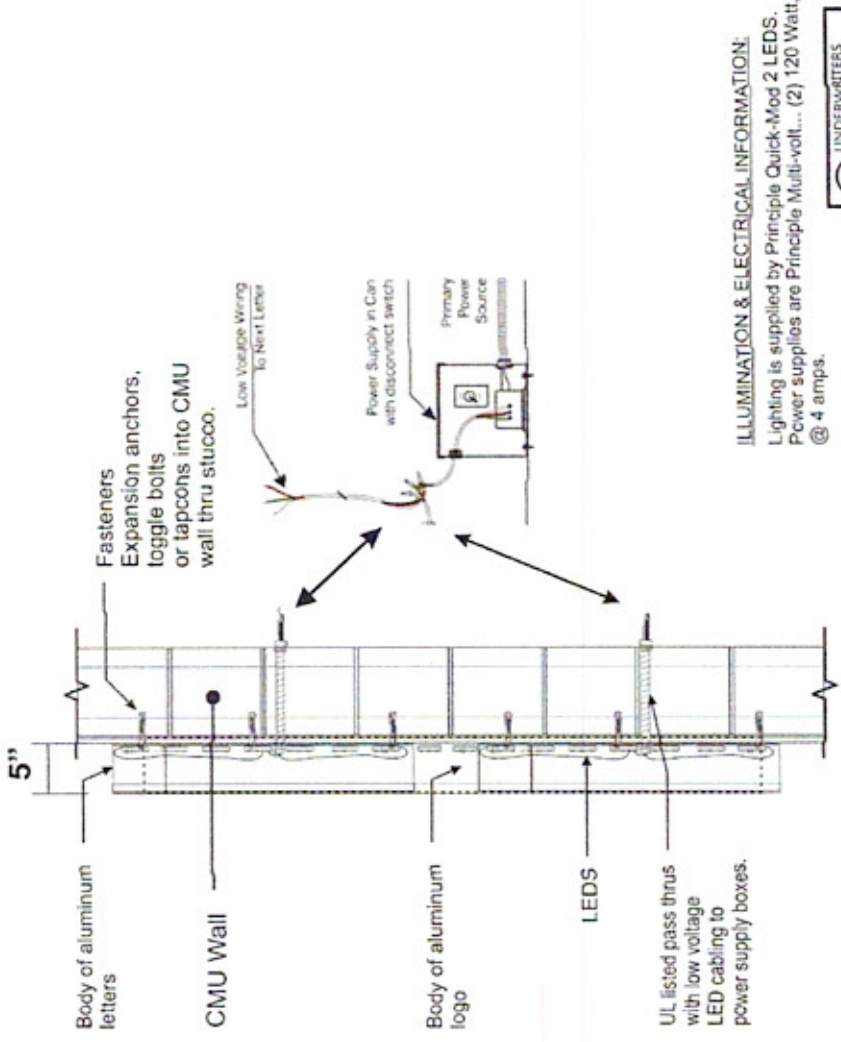 5"
Body of aluminum
letters
CMU Wall
Body of aluminum
logo
LEDS
UL listed pass thrus
with low voltage
LED cabling to
power supply boxes.
Fasteners
Expansion anchors,
toggle bolts
or tapcons into CMU
wall thru stucco.
Low Voltage Wiring
To Next Letter
Power Supply in Can
with disconnect switch
Primary
Power
Source
ILLUMINATION & ELECTRICAL INFORMATION:
Lighting is supplied by Principle Quick-Mod 2 LEDS.
Power supplies are Principle Multi-volt... (2) 120 Watt,
@ 4 amps.
UNDERWRITERS